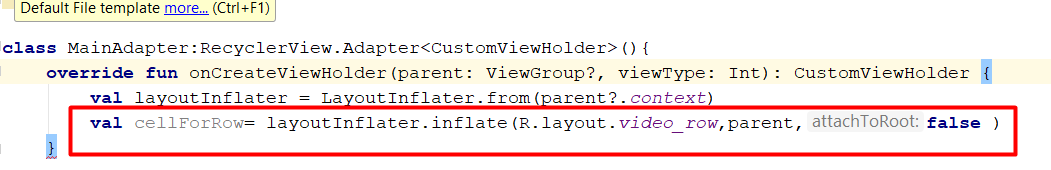 Default File template more... (Ctrl+F1)
class MainAdapter:RecyclerView.Adapter<CustomViewHolder>(){
override fun onCreateViewHolder(parent: ViewGroup?, viewType: Int): CustomViewHolder {
val layoutInflater = LayoutInflater.from(parent?.context)
val cellForRow= layoutInflater.inflate(R.layout.video_row,parent, attachToRoot: false )
}